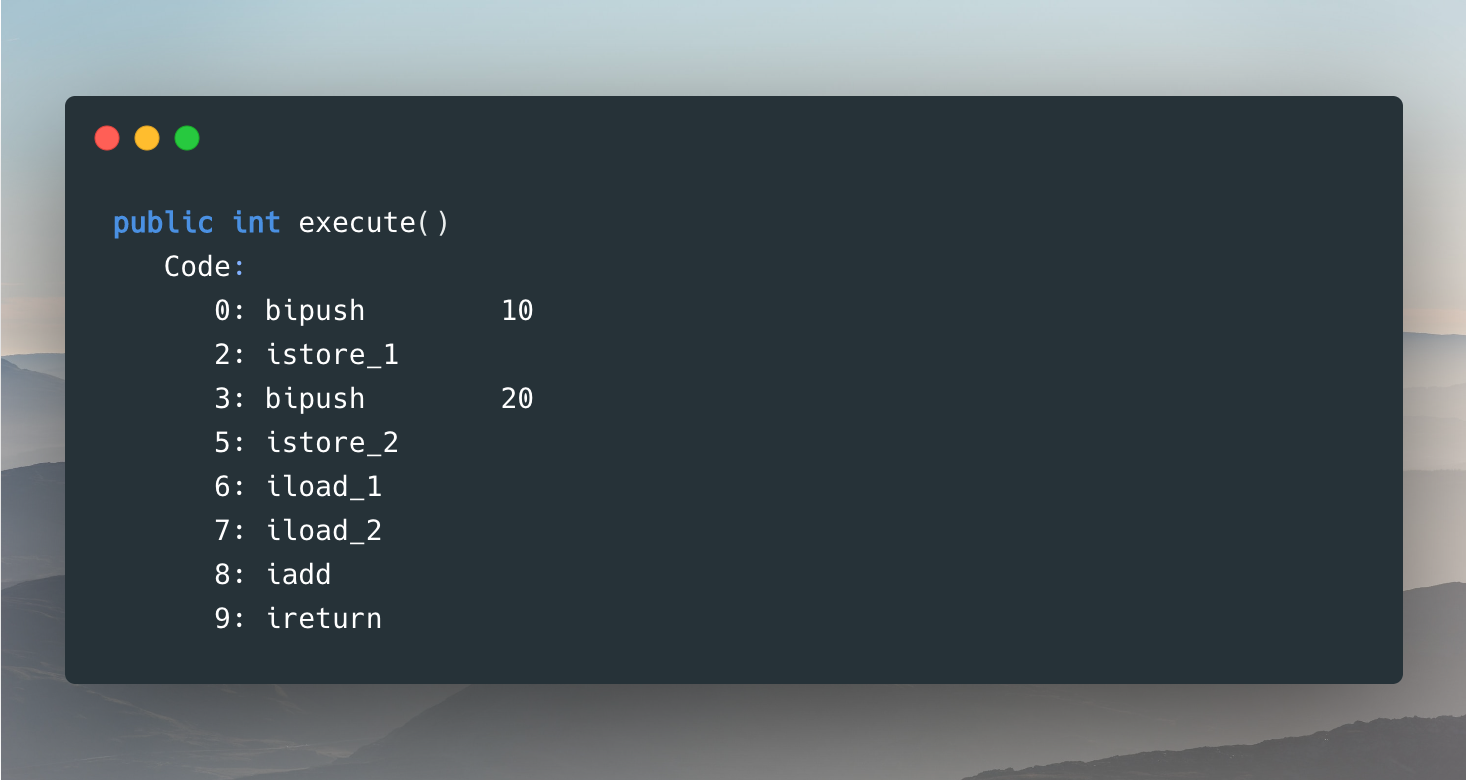 public int execute()
Code:
0: bipush 10
2: istore_1
3: bipush 20
5: istore_2
6: iload_1
7: iload_2
8: iadd
9: ireturn